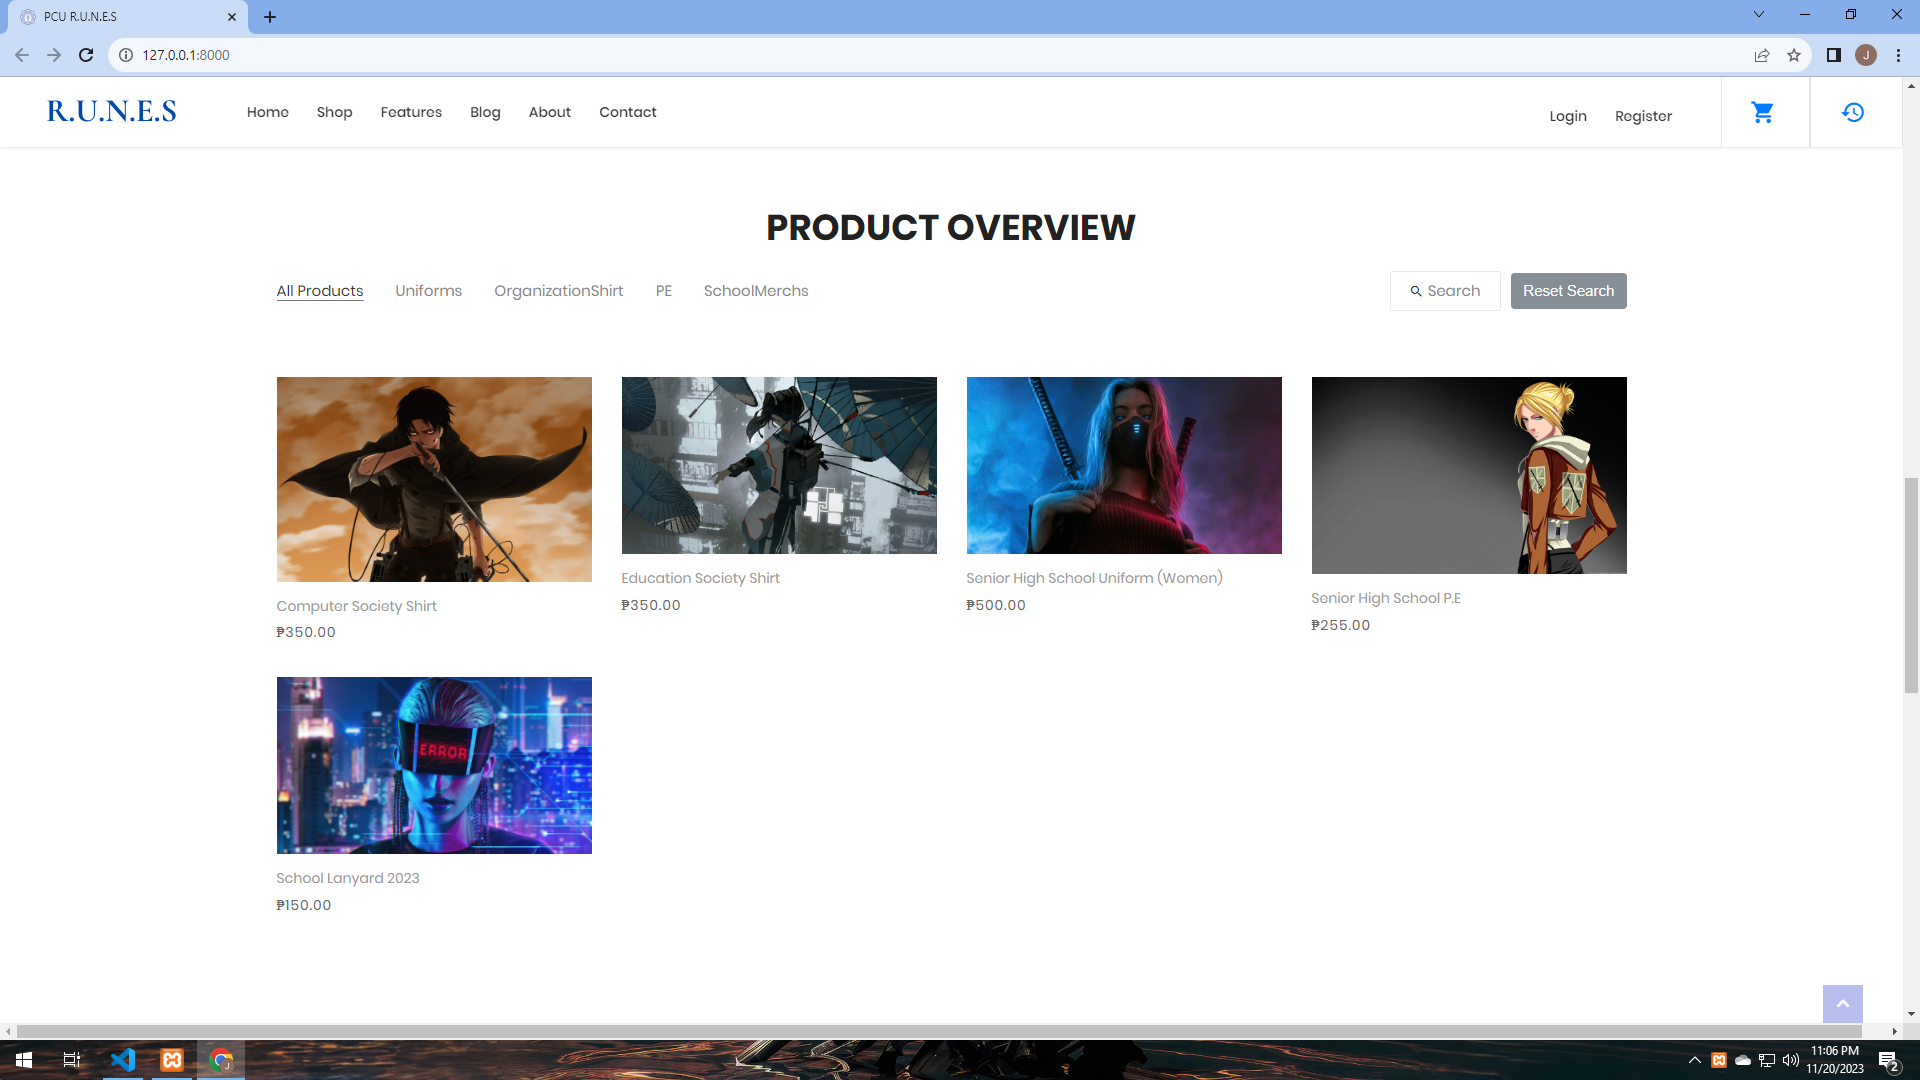 PCU R.U.N.E.S
127.0.0.1:8000
J
R.U.N.E.S
Home Shop Features Blog About Contact
Login Register
PRODUCT OVERVIEW
All Products Uniforms OrganizationShirt PE SchoolMerchs
Search Reset Search
Computer Society Shirt
₱350.00
Education Society Shirt
₱350.00
Senior High School Uniform (Women)
₱500.00
Senior High School P.E
₱255.00
ERROR
School Lanyard 2023
₱150.00
J
11:06 PM
11/20/2023
2